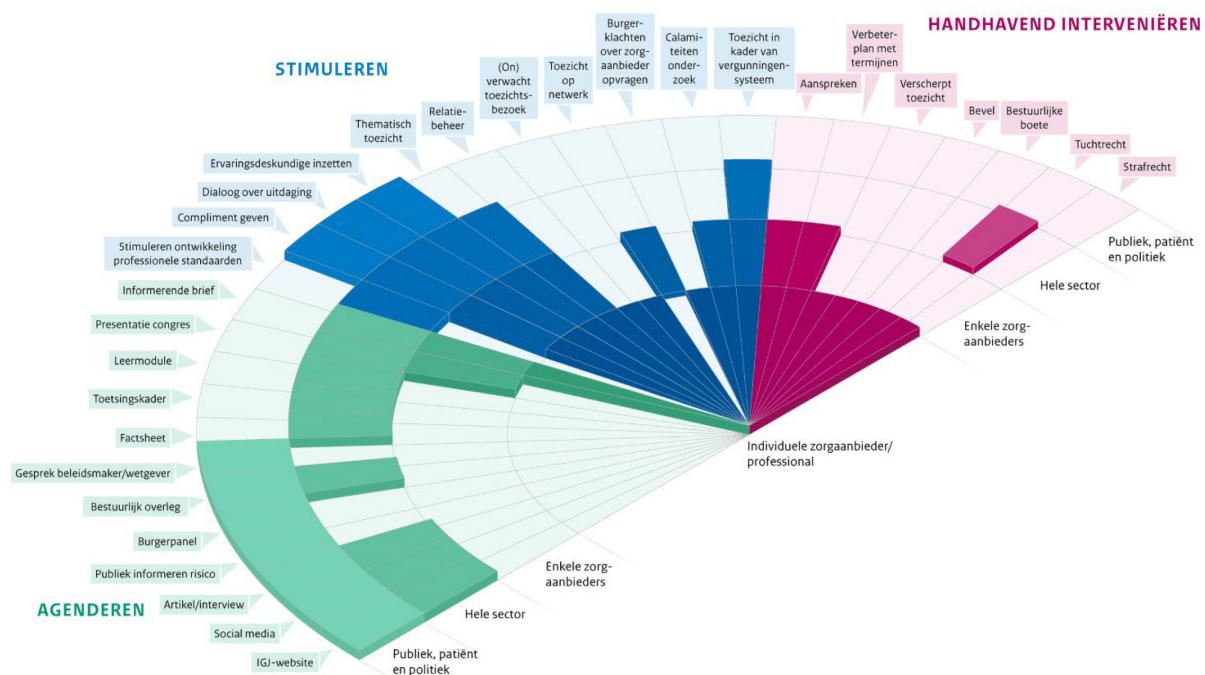 HANDHAVEND INTERVENIËREN
STIMULEREN
AGENDEREN
IGJ-website
Social media
Artikel/interview
Publiek informeren risico
Burgerpanel
Bestuurlijk overleg
Gesprek beleidsmaker/wetgever
Factsheet
Toetsingskader
Leermodule
Presentatie congres
Informerende brief
Stimuleren ontwikkeling
professionele standaarden
Compliment geven
Dialoog over uitdaging
Ervaringsdeskundige inzetten
Thematisch
toezicht
Relatie-
beheer
(On)
verwacht
toezichts-
bezoek
Toezicht
op
netwerk
Burger-
klachten
over zorg-
aanbieder
opvragen
Calami-
teiten
onder-
zoek
Toezicht in
kader van
vergunningen-
systeem
Aanspreken
Verbeter-
plan met
termijnen
Verscherpt
toezicht
Bevel
Bestuurlijke
boete
Tuchtrecht
Strafrecht
Publiek, patiënt
en politiek
Hele sector
Enkele zorg-
aanbieders
Individuele zorgaanbieder/
professional
Enkele zorg-
aanbieders
Hele sector
Publiek, patiënt
en politiek